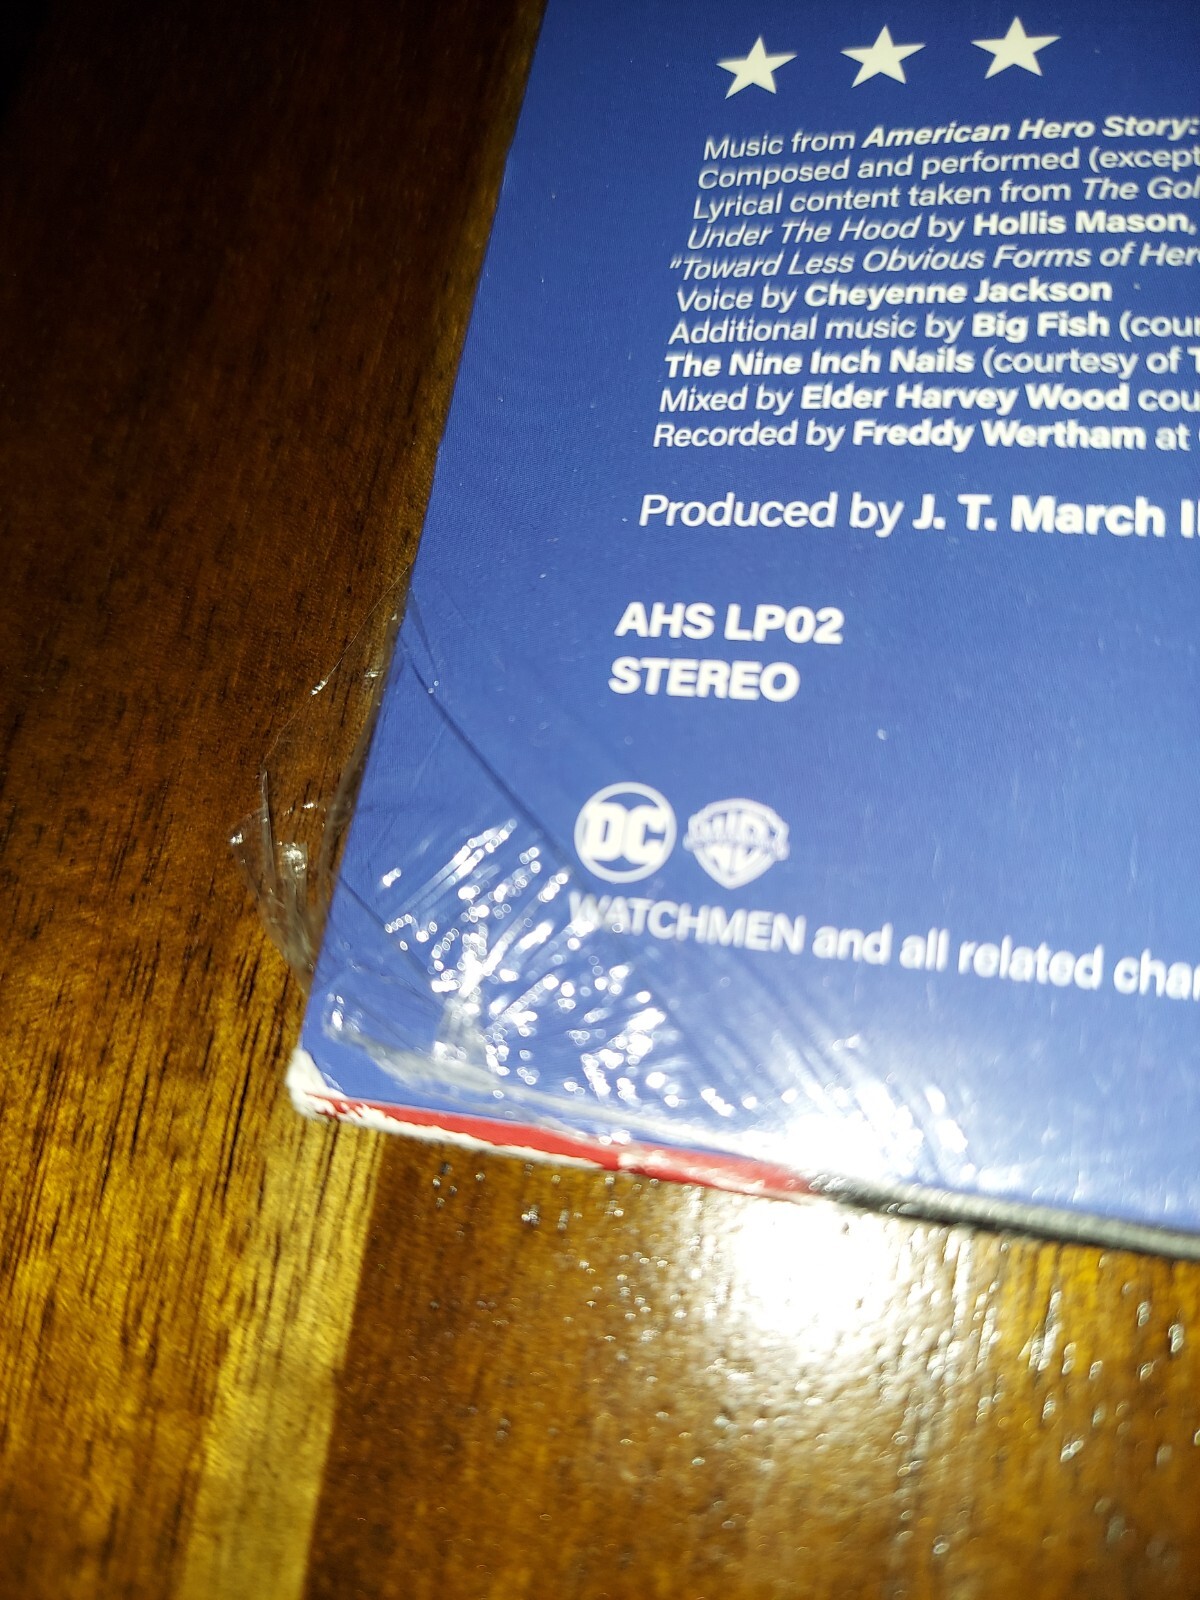 Music from American Hero Story:
Composed and performed (except
Lyrical content taken from The Gol
Under The Hood by Hollis Mason,
"Toward Less Obvious Forms of Her
Voice by Cheyenne Jackson
Additional music by Big Fish (cour
The Nine Inch Nails (courtesy of T
Mixed by Elder Harvey Wood cou
Recorded by Freddy Wertham at
Produced by J. T. March II
AHS LP02
STEREO
DC
WATCHMEN and all related char